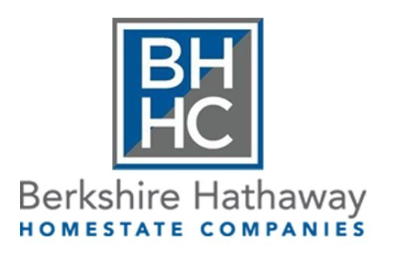 BH
HC
Berkshire Hathaway
HOMESTATE COMPANIES